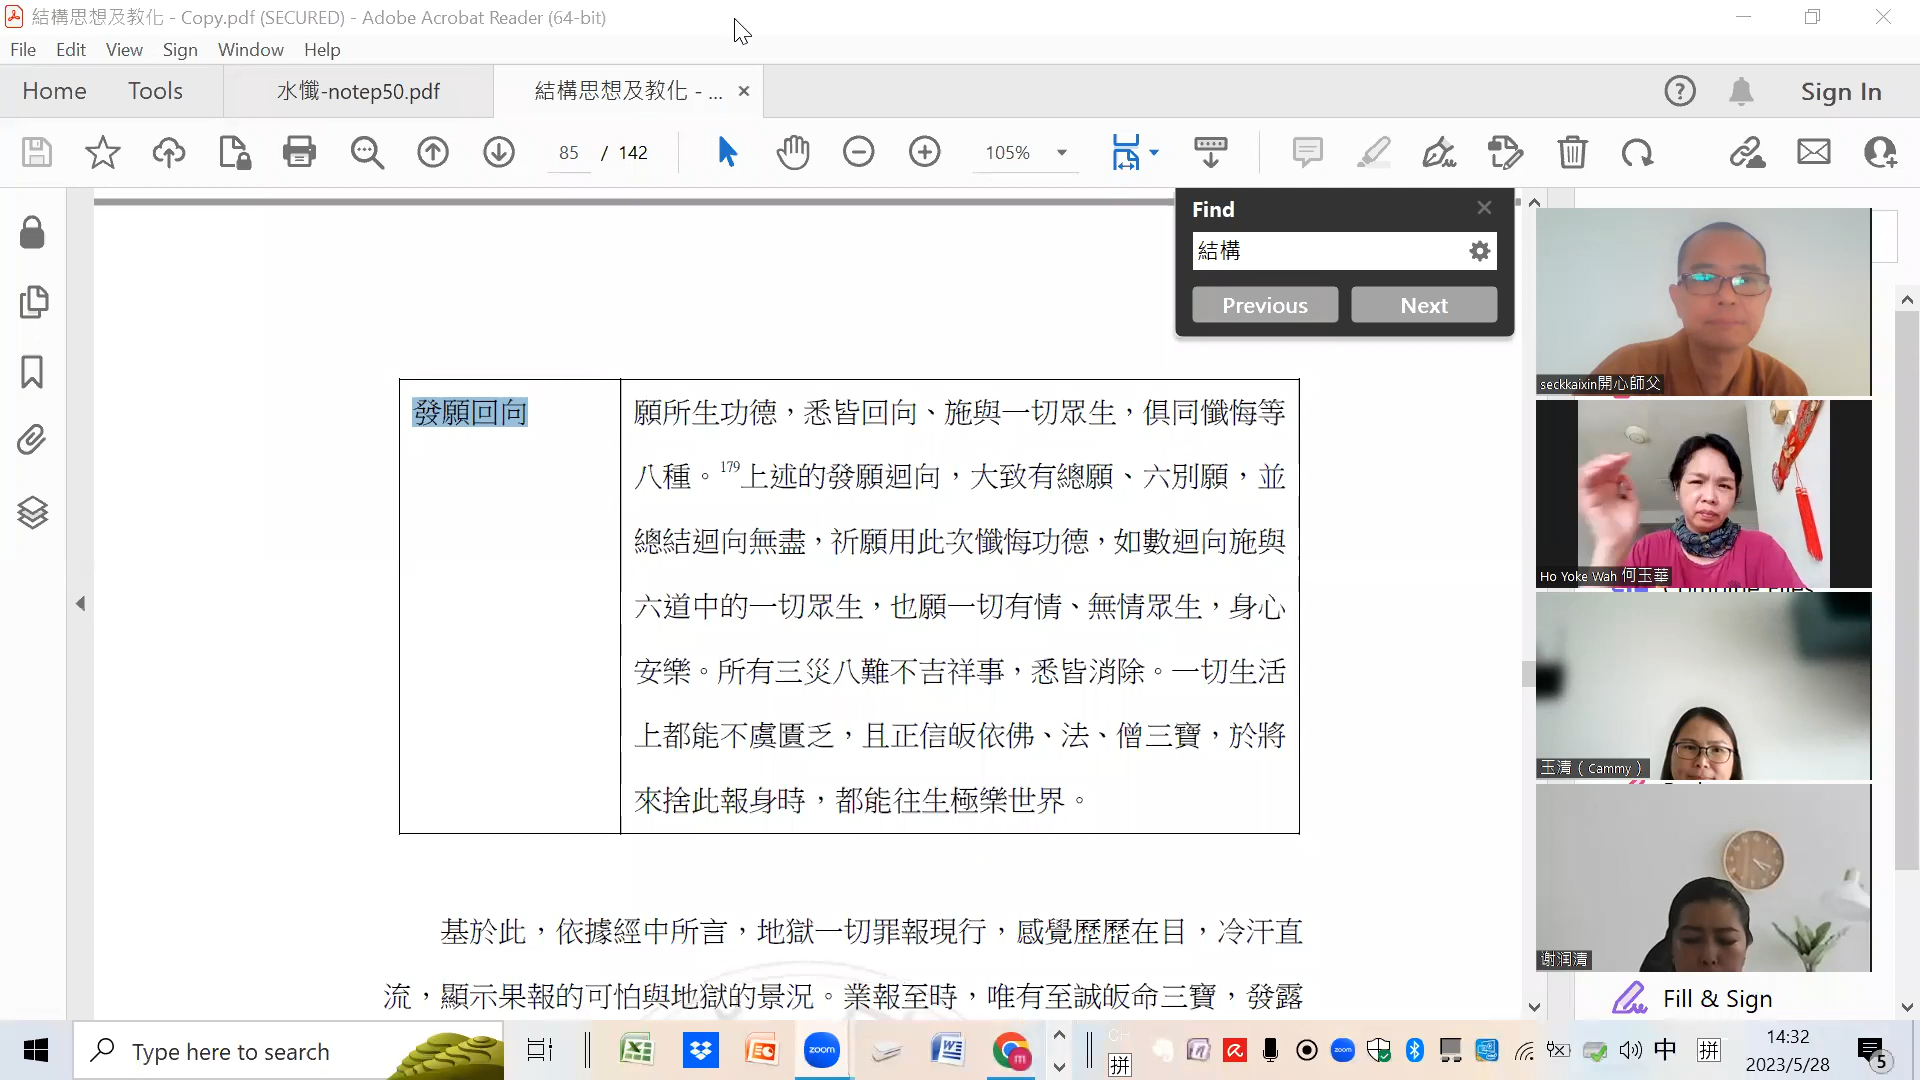 結構思想及教化 - Copy.pdf (SECURED) - Adobe Acrobat Reader (64-bit)
File Edit View Sign Window Help
Home Tools 水懺-notep50.pdf 結構思想及教化 - ... Sign In
85 / 142 105%
Find
結構
Previous Next
發願回向
願所生功德，悉皆回向、施與一切眾生，俱同懺悔等
八種。179上述的發願迴向，大致有總願、六別願，並
總結迴向無盡，祈願用此次懺悔功德，如數迴向施與
六道中的一切眾生，也願一切有情、無情眾生，身心
安樂。所有三災八難不吉祥事，悉皆消除。一切生活
上都能不虞匱乏，且正信皈依佛、法、僧三寶，於將
來捨此報身時，都能往生極樂世界。
基於此，依據經中所言，地獄一切罪報現行，感覺歷歷在目，冷汗直
流，顯示果報的可怕與地獄的景況。業報至時，唯有至誠皈命三寶，發露
seckkaixin開心師父
Ho Yoke Wah 何玉華
玉清（Cammy）
谢润清
Fill & Sign
Type here to search
zoom
中
拼
14:32
2023/5/28
5